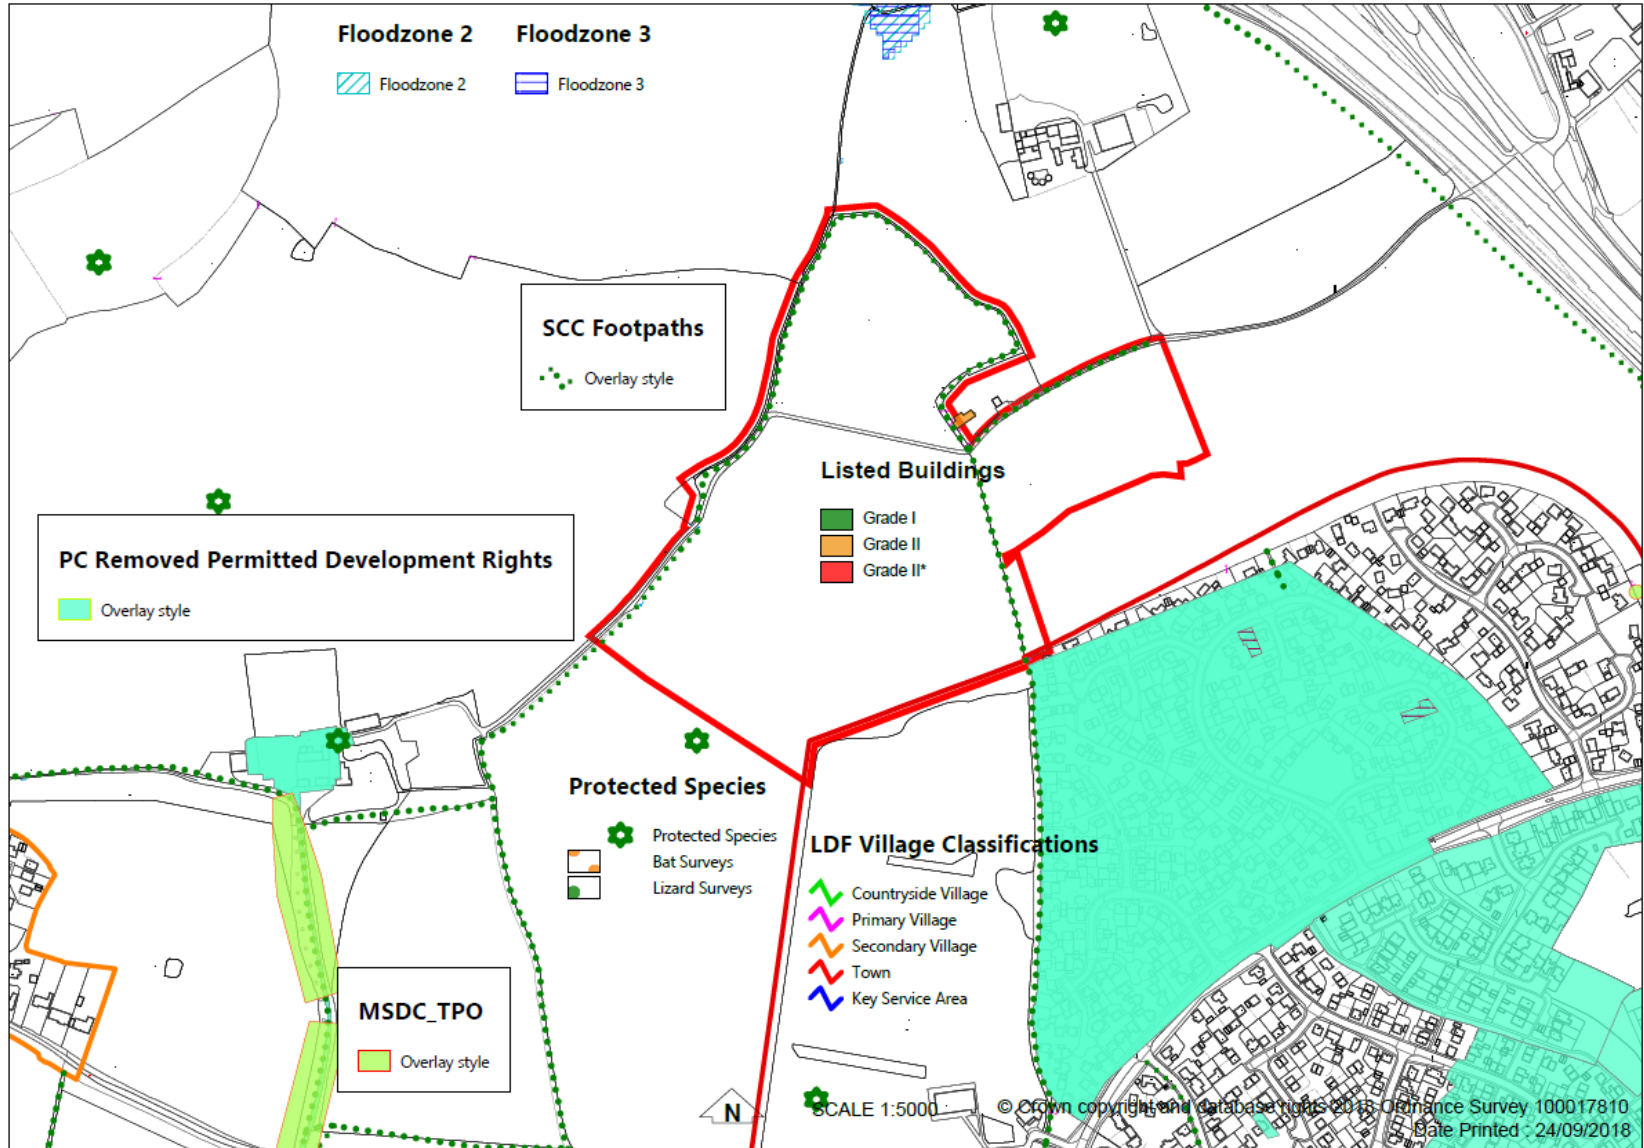 Floodzone 2
Floodzone 3
Floodzone 2
Floodzone 3
SCC Footpaths
Overlay style
Listed Buildings
Grade I
Grade II
Grade II*
PC Removed Permitted Development Rights
Overlay style
Protected Species
Protected Species
Bat Surveys
Lizard Surveys
LDF Village Classifications
Countryside Village
Primary Village
Secondary Village
Town
Key Service Area
MSDC_TPO
Overlay style
N
SCALE 1:5000
© Crown copyright and database rights 2018 Ordnance Survey 100017810
Date Printed : 24/09/2018